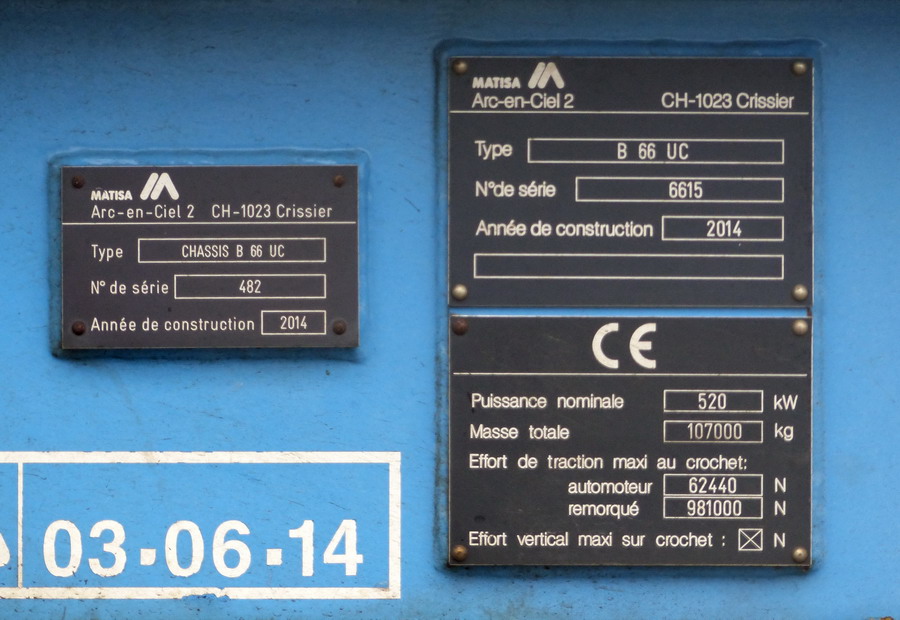 MATISA
Arc-en-Ciel 2 CH-1023 Crissier
Type CHASSIS B 66 UC
N° de série 482
Année de construction 2014
MATISA
Arc-en-Ciel 2 CH-1023 Crissier
Type B 66 UC
N°de série 6615
Année de construction 2014
CE
Puissance nominale 520 kW
Masse totale 107000 kg
Effort de traction maxi au crochet:
automoteur 62440 N
remorqué 981000 N
Effort vertical maxi sur crochet : N
03·06·14